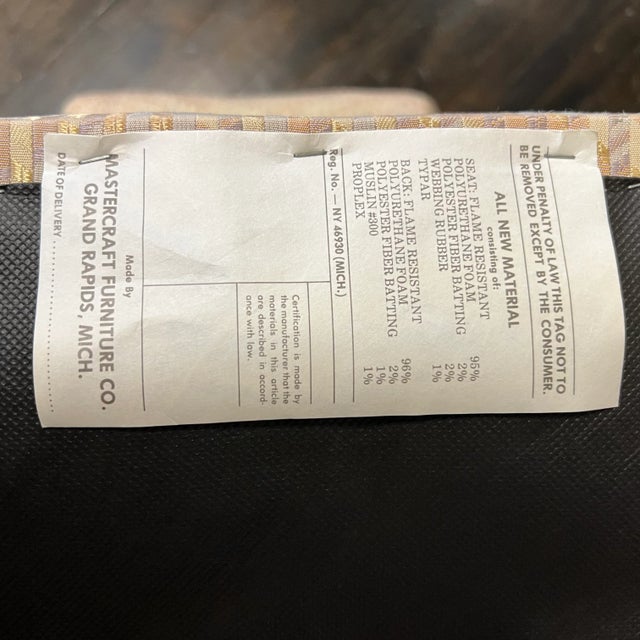 UNDER PENALTY OF LAW THIS TAG NOT TO
BE REMOVED EXCEPT BY THE CONSUMER.
ALL NEW MATERIAL
consisting of:
SEAT: FLAME RESISTANT
POLYURETHANE FOAM 95%
POLYESTER FIBER BATTING 2%
WEBBING RUBBER 2%
TYPAR 1%
BACK: FLAME RESISTANT
POLYURETHANE FOAM 96%
POLYESTER FIBER BATTING 2%
MUSLIN #200 1%
PROFLEX 1%
Reg. No. — NY 46930 (MICH.)
Certification is made by
the manufacturer that the
materials in this article
are described in accord-
ance with law.
Made by
MASTERCRAFT FURNITURE CO.
GRAND RAPIDS, MICH.
DATE OF DELIVERY